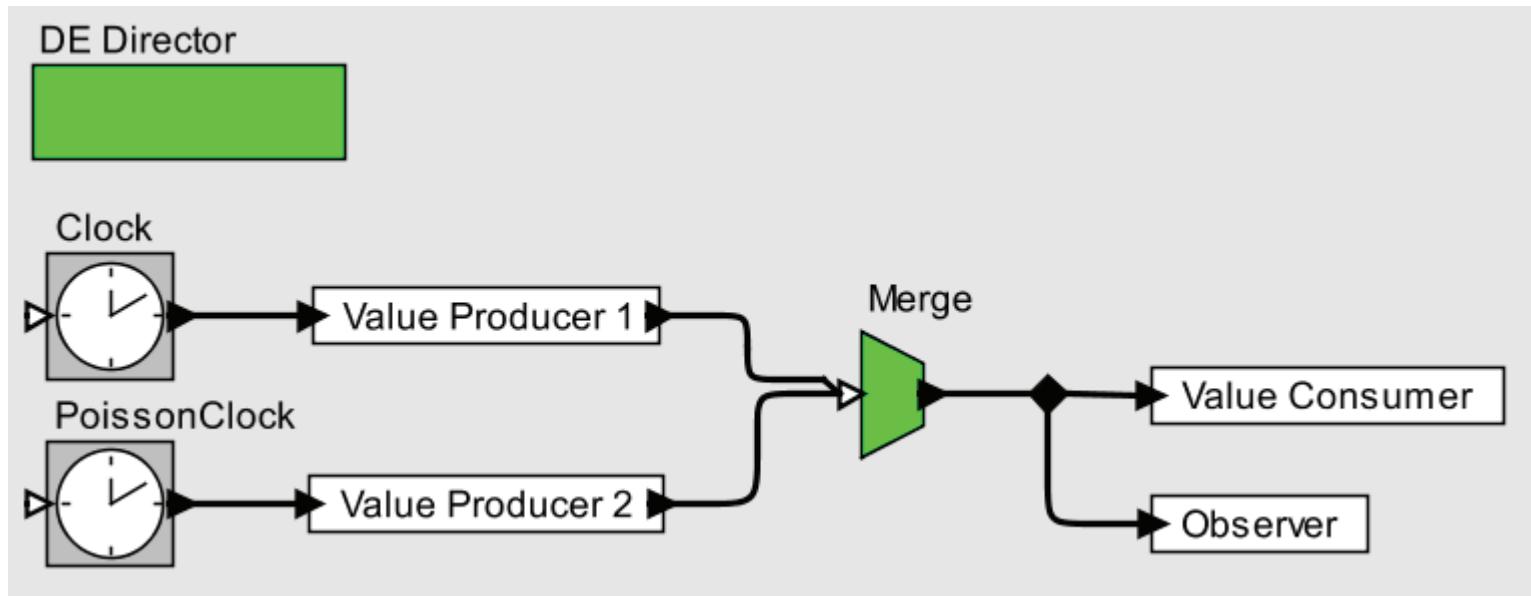 DE Director
Clock
Value Producer 1
Merge
PoissonClock
Value Consumer
Value Producer 2
Observer